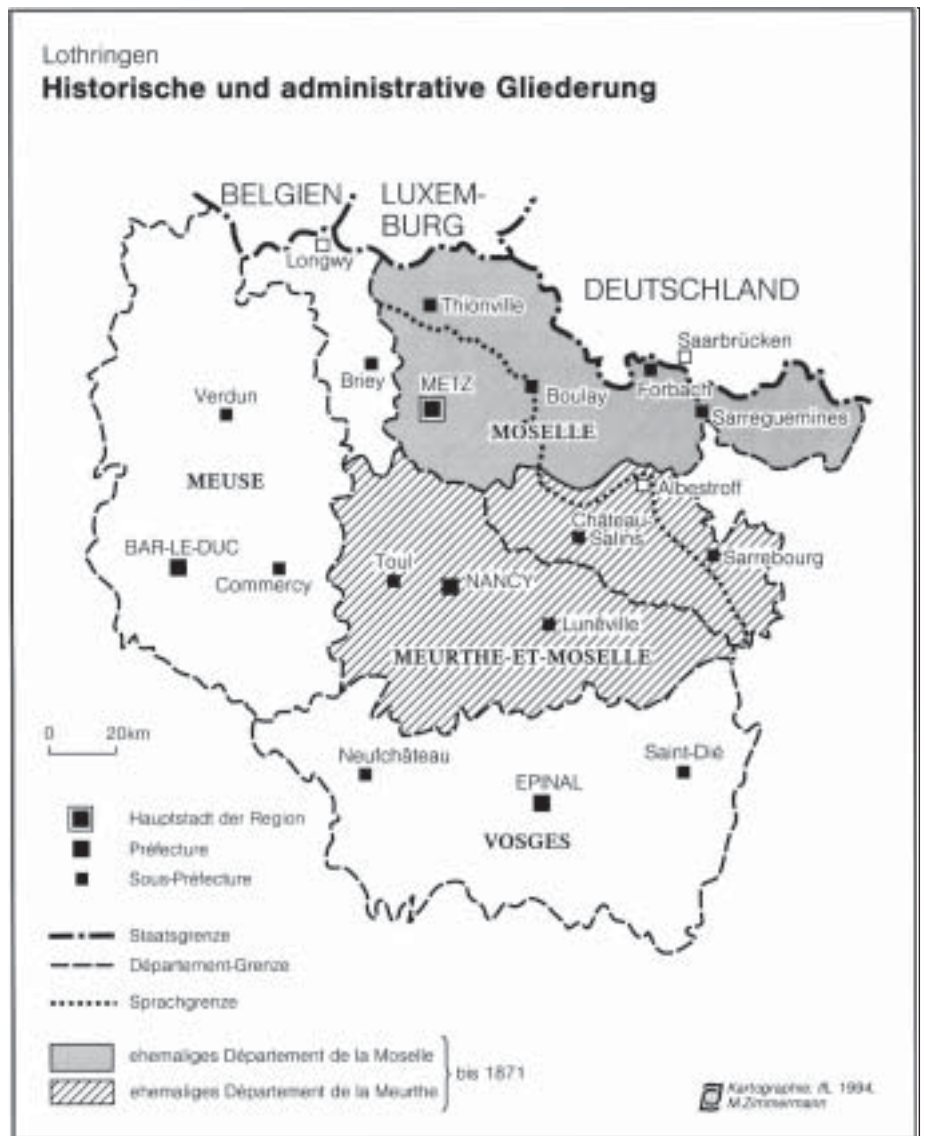 Lothringen
Historische und administrative Gliederung
BELGIEN
LUXEM-
BURG
Longwy
DEUTSCHLAND
Thionville
Saarbrücken
Briey
METZ
Boulay
Forbach
Verdun
Sarreguemines
MOSELLE
MEUSE
Albestroff
Château-
Salins
BAR-LE-DUC
Commercy
Toul
NANCY
Sarrebourg
Lunéville
MEURTHE-ET-MOSELLE
0 20km
Neufchâteau
Saint-Dié
EPINAL
VOSGES
Hauptstadt der Region
Préfecture
Sous-Préfecture
Staatsgrenze
Département-Grenze
Sprachgrenze
ehemaliges Département de la Moselle
ehemaliges Département de la Meurthe
bis 1871
Kartographie, IfL 1994,
M.Zimmermann